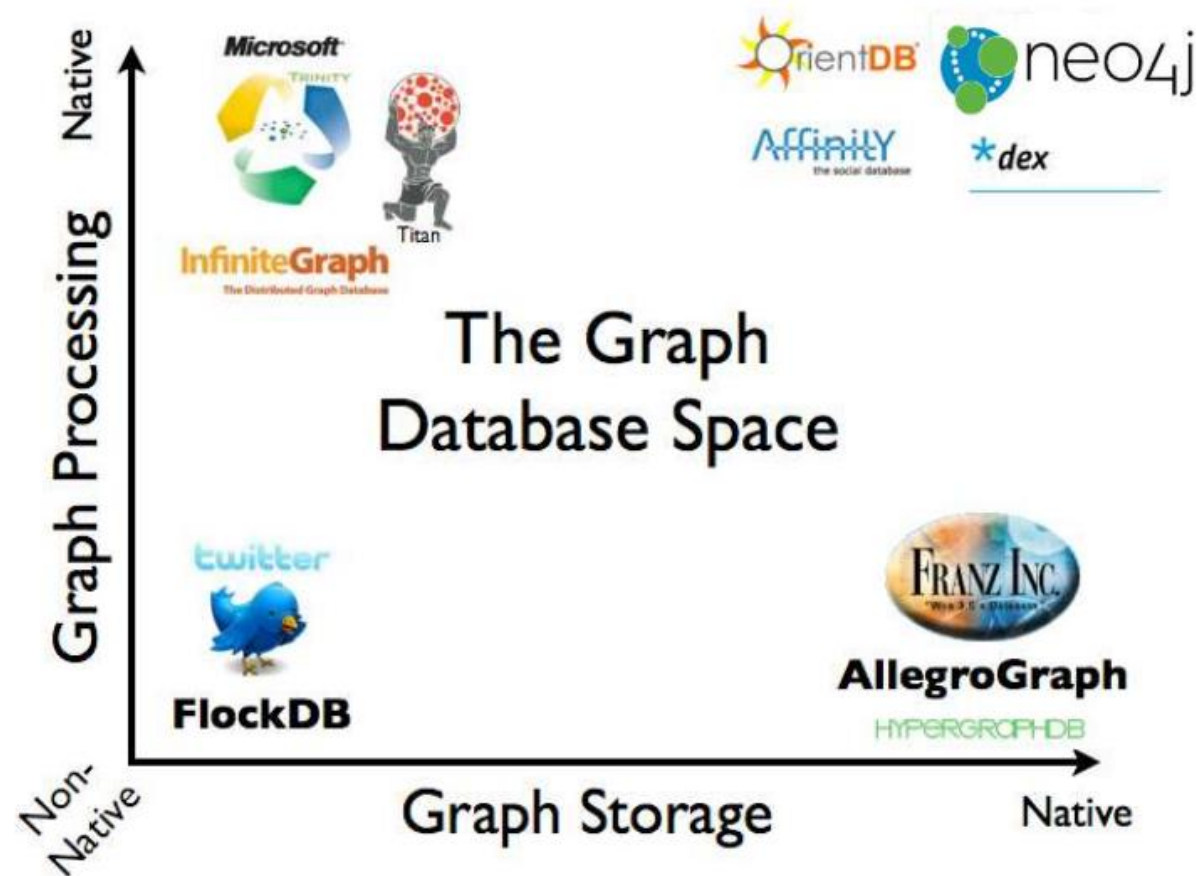 Native
Graph Processing
Non-
Native
Microsoft
TRINITY
Titan
InfiniteGraph
The Distributed Graph Database
OrientDB
neo4j
AffinitY
the social database
*dex
The Graph
Database Space
twitter
FlockDB
FRANZ INC.
AllegroGraph
HYPERGRAPHDB
Graph Storage
Native